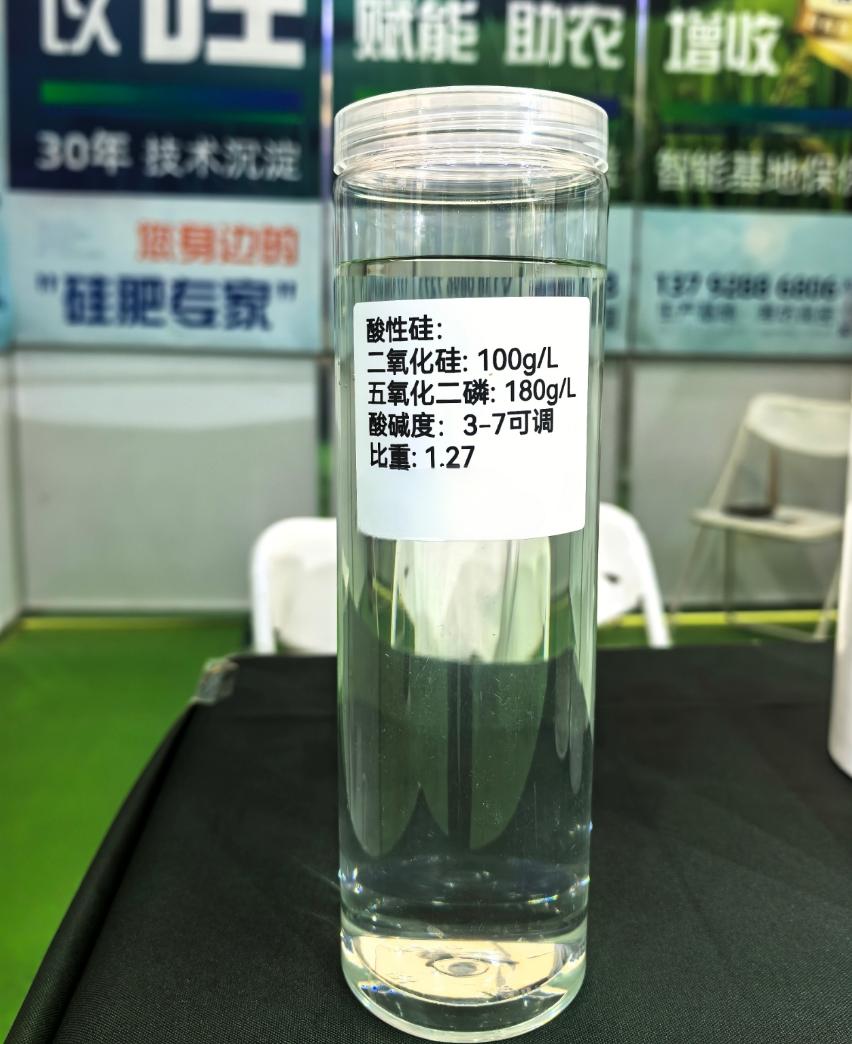 赋能 助农
增收
30年 技术沉淀
智能基地保
您身边的
"硅肥专家"
137 9288 6806
酸性硅:
二氧化硅: 100g/L
五氧化二磷: 180g/L
酸碱度: 3-7可调
比重: 1.27